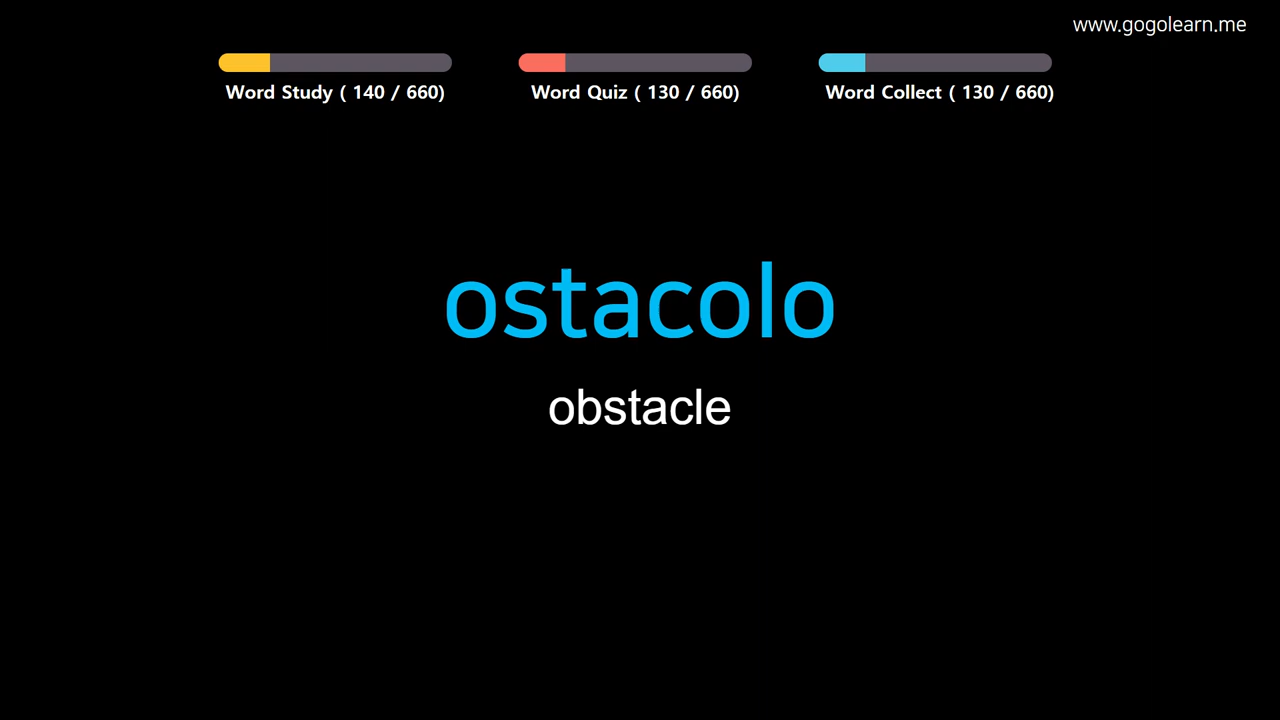 www.gogolearn.me
Word Study ( 140 / 660)
Word Quiz ( 130 / 660)
Word Collect ( 130 / 660)
ostacolo
obstacle